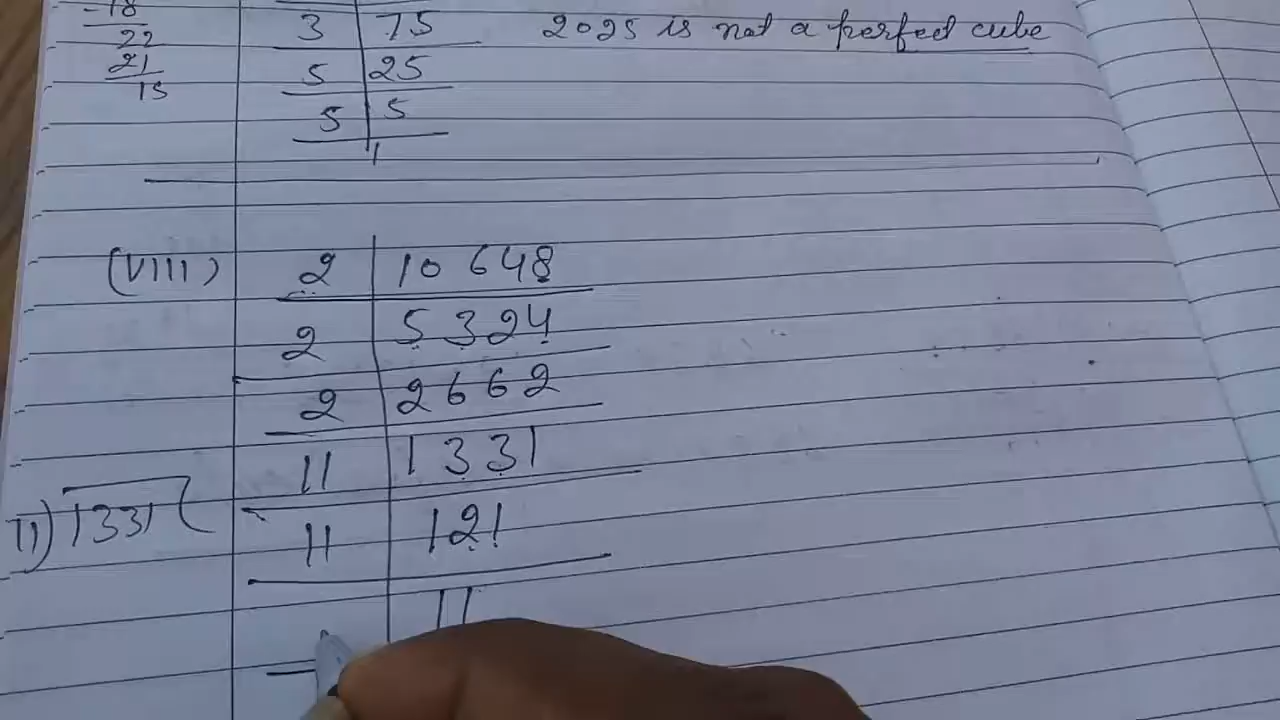 -18
22
21
15
3 | 75
5 | 25
5 | 5
1
2025 is not a perfect cube
(VIII) 2 | 10648
2 | 5324
2 | 2662
11 | 1331
11 | 121
11
11)1331(